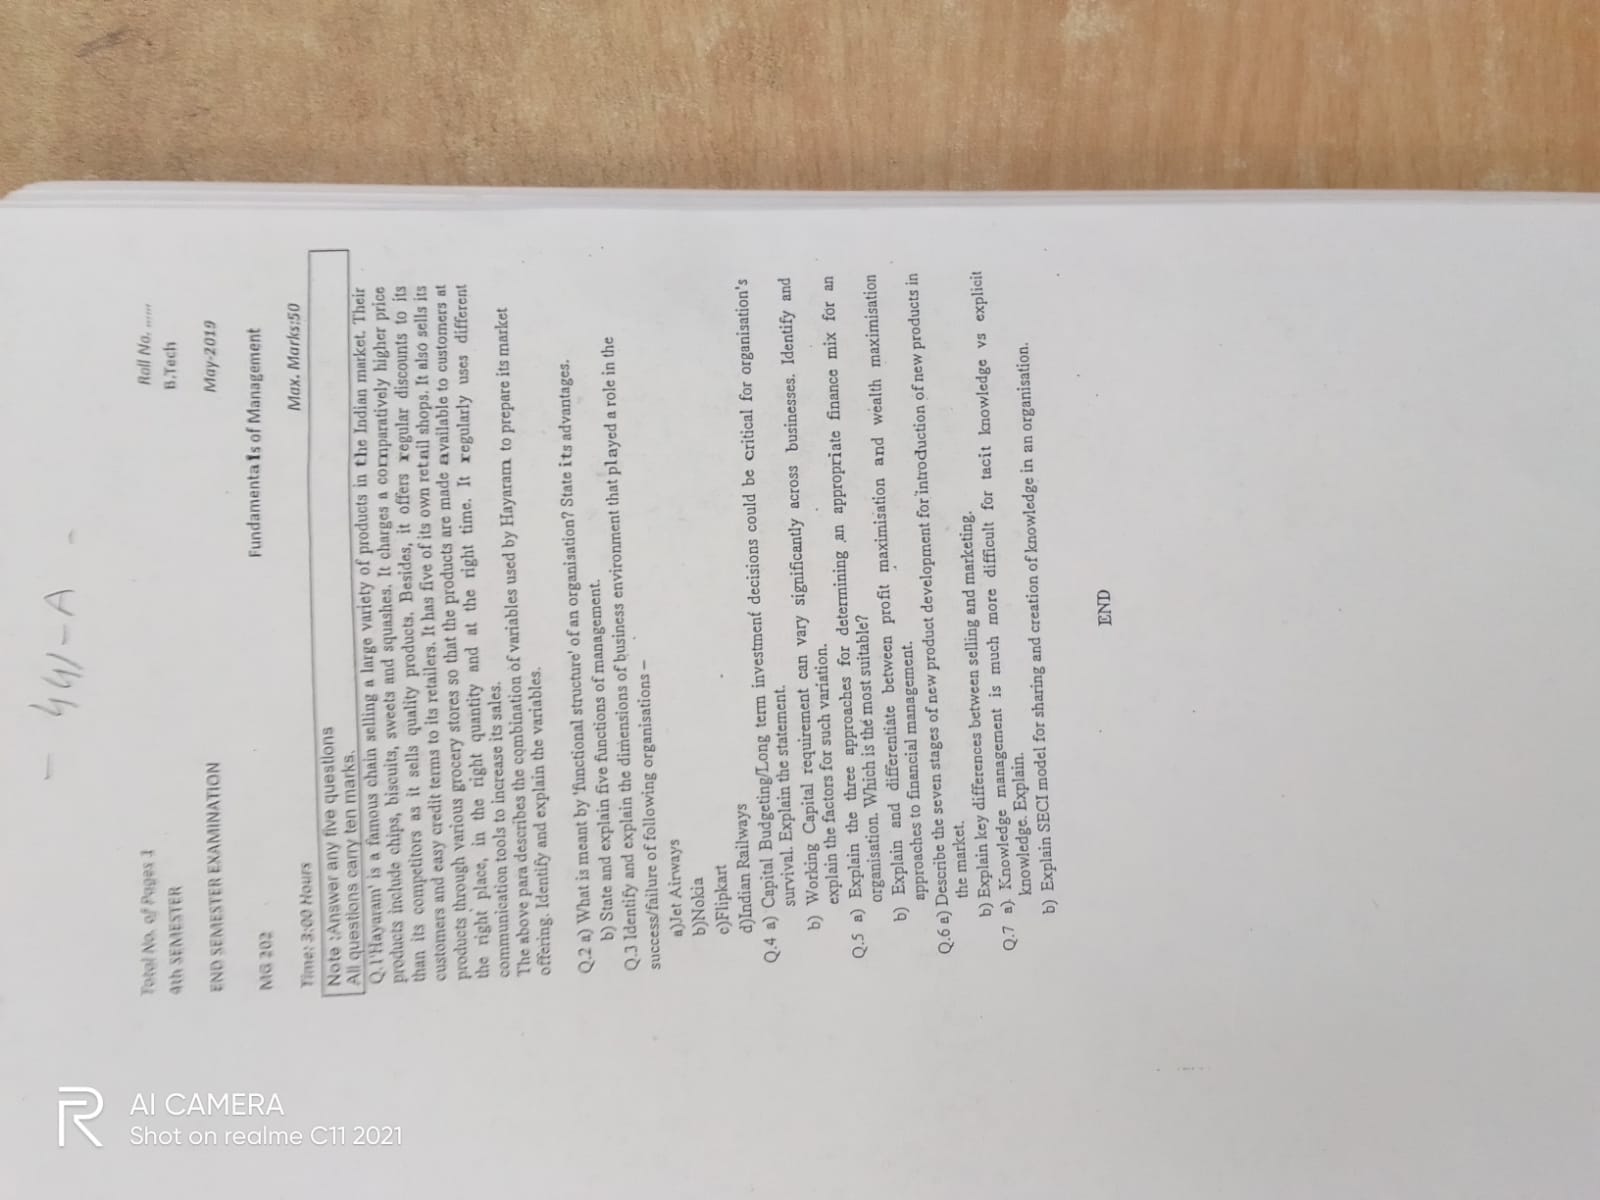 - 441-A -
Total No. of Pages 1
Roll No. ......
4th SEMESTER
B.Tech
END SEMESTER EXAMINATION
May-2019
MG 202
Fundamentals of Management
Time: 3:00 Hours
Max. Marks:50
Note :Answer any five questions
All questions carry ten marks.
Q.1'Hayaram' is a famous chain selling a large variety of products in the Indian market. Their
products include chips, biscuits, sweets and squashes. It charges a comparatively higher price
than its competitors as it sells quality products. Besides, it offers regular discounts to its
customers and easy credit terms to its retailers. It has five of its own retail shops. It also sells its
products through various grocery stores so that the products are made available to customers at
the right place, in the right quantity and at the right time. It regularly uses different
communication tools to increase its sales.
The above para describes the combination of variables used by Hayaram to prepare its market
offering. Identify and explain the variables.
Q.2 a) What is meant by 'functional structure' of an organisation? State its advantages.
b) State and explain five functions of management.
Q.3 Identify and explain the dimensions of business environment that played a role in the
success/failure of following organisations –
a)Jet Airways
b)Nokia
c)Flipkart
d)Indian Railways
Q.4 a) Capital Budgeting/Long term investment decisions could be critical for organisation's
survival. Explain the statement.
b) Working Capital requirement can vary significantly across businesses. Identify and
explain the factors for such variation.
Q.5 a) Explain the three approaches for determining an appropriate finance mix for an
organisation. Which is the most suitable?
b) Explain and differentiate between profit maximisation and wealth maximisation
approaches to financial management.
Q.6 a) Describe the seven stages of new product development for introduction of new products in
the market.
b) Explain key differences between selling and marketing.
Q.7 a) Knowledge management is much more difficult for tacit knowledge vs explicit
knowledge. Explain.
b) Explain SECI model for sharing and creation of knowledge in an organisation.
END
R
AI CAMERA
Shot on realme C11 2021